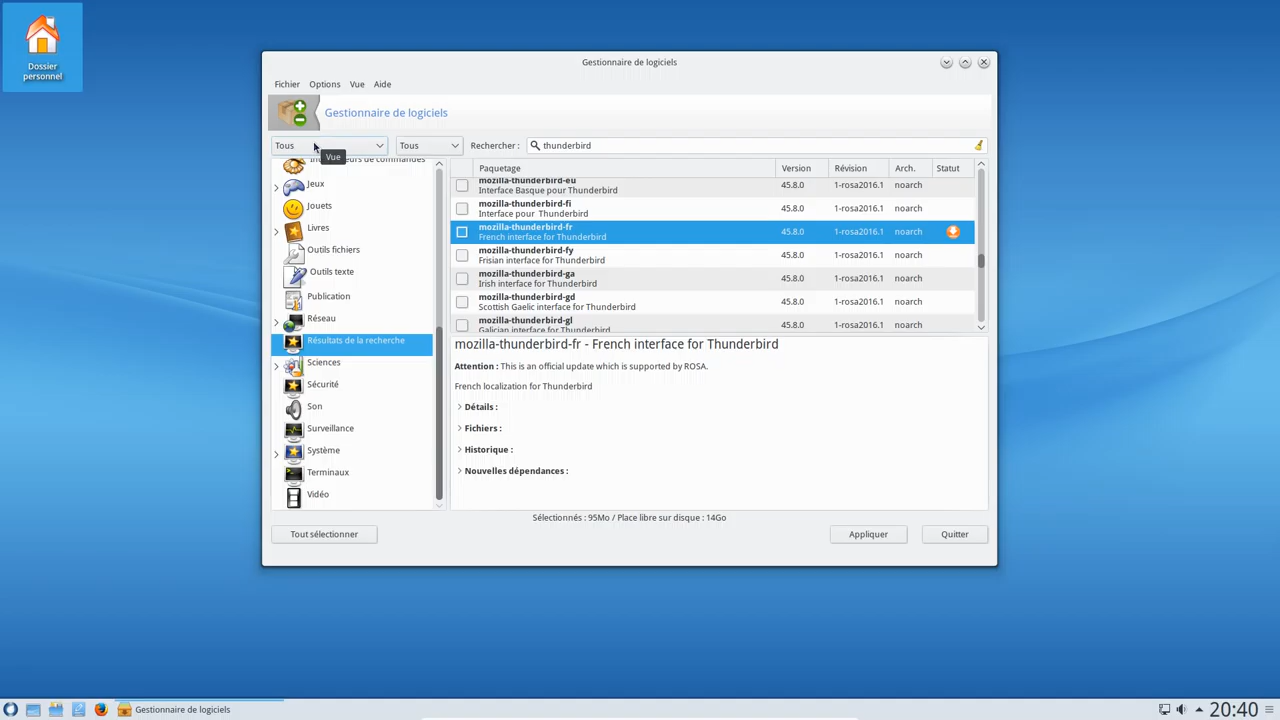 Dossier
personnel
Gestionnaire de logiciels
Fichier Options Vue Aide
Gestionnaire de logiciels
Tous Tous Rechercher : thunderbird
Vue
de commandes
Jeux
Jouets
Livres
Outils fichiers
Outils texte
Publication
Réseau
Résultats de la recherche
Sciences
Sécurité
Son
Surveillance
Système
Terminaux
Vidéo
Paquetage Version Révision Arch. Statut
mozilla-thunderbird-eu 45.8.0 1-rosa2016.1 noarch
Interface Basque pour Thunderbird
mozilla-thunderbird-fi 45.8.0 1-rosa2016.1 noarch
Interface pour Thunderbird
mozilla-thunderbird-fr 45.8.0 1-rosa2016.1 noarch
French interface for Thunderbird
mozilla-thunderbird-fy 45.8.0 1-rosa2016.1 noarch
Frisian interface for Thunderbird
mozilla-thunderbird-ga 45.8.0 1-rosa2016.1 noarch
Irish interface for Thunderbird
mozilla-thunderbird-gd 45.8.0 1-rosa2016.1 noarch
Scottish Gaelic interface for Thunderbird
mozilla-thunderbird-gl 45.8.0 1-rosa2016.1 noarch
Galician interface for Thunderbird
mozilla-thunderbird-fr - French interface for Thunderbird
Attention : This is an official update which is supported by ROSA.
French localization for Thunderbird
Détails :
Fichiers :
Historique :
Nouvelles dépendances :
Sélectionnés : 95Mo / Place libre sur disque : 14Go
Tout sélectionner Appliquer Quitter
Gestionnaire de logiciels 20:40